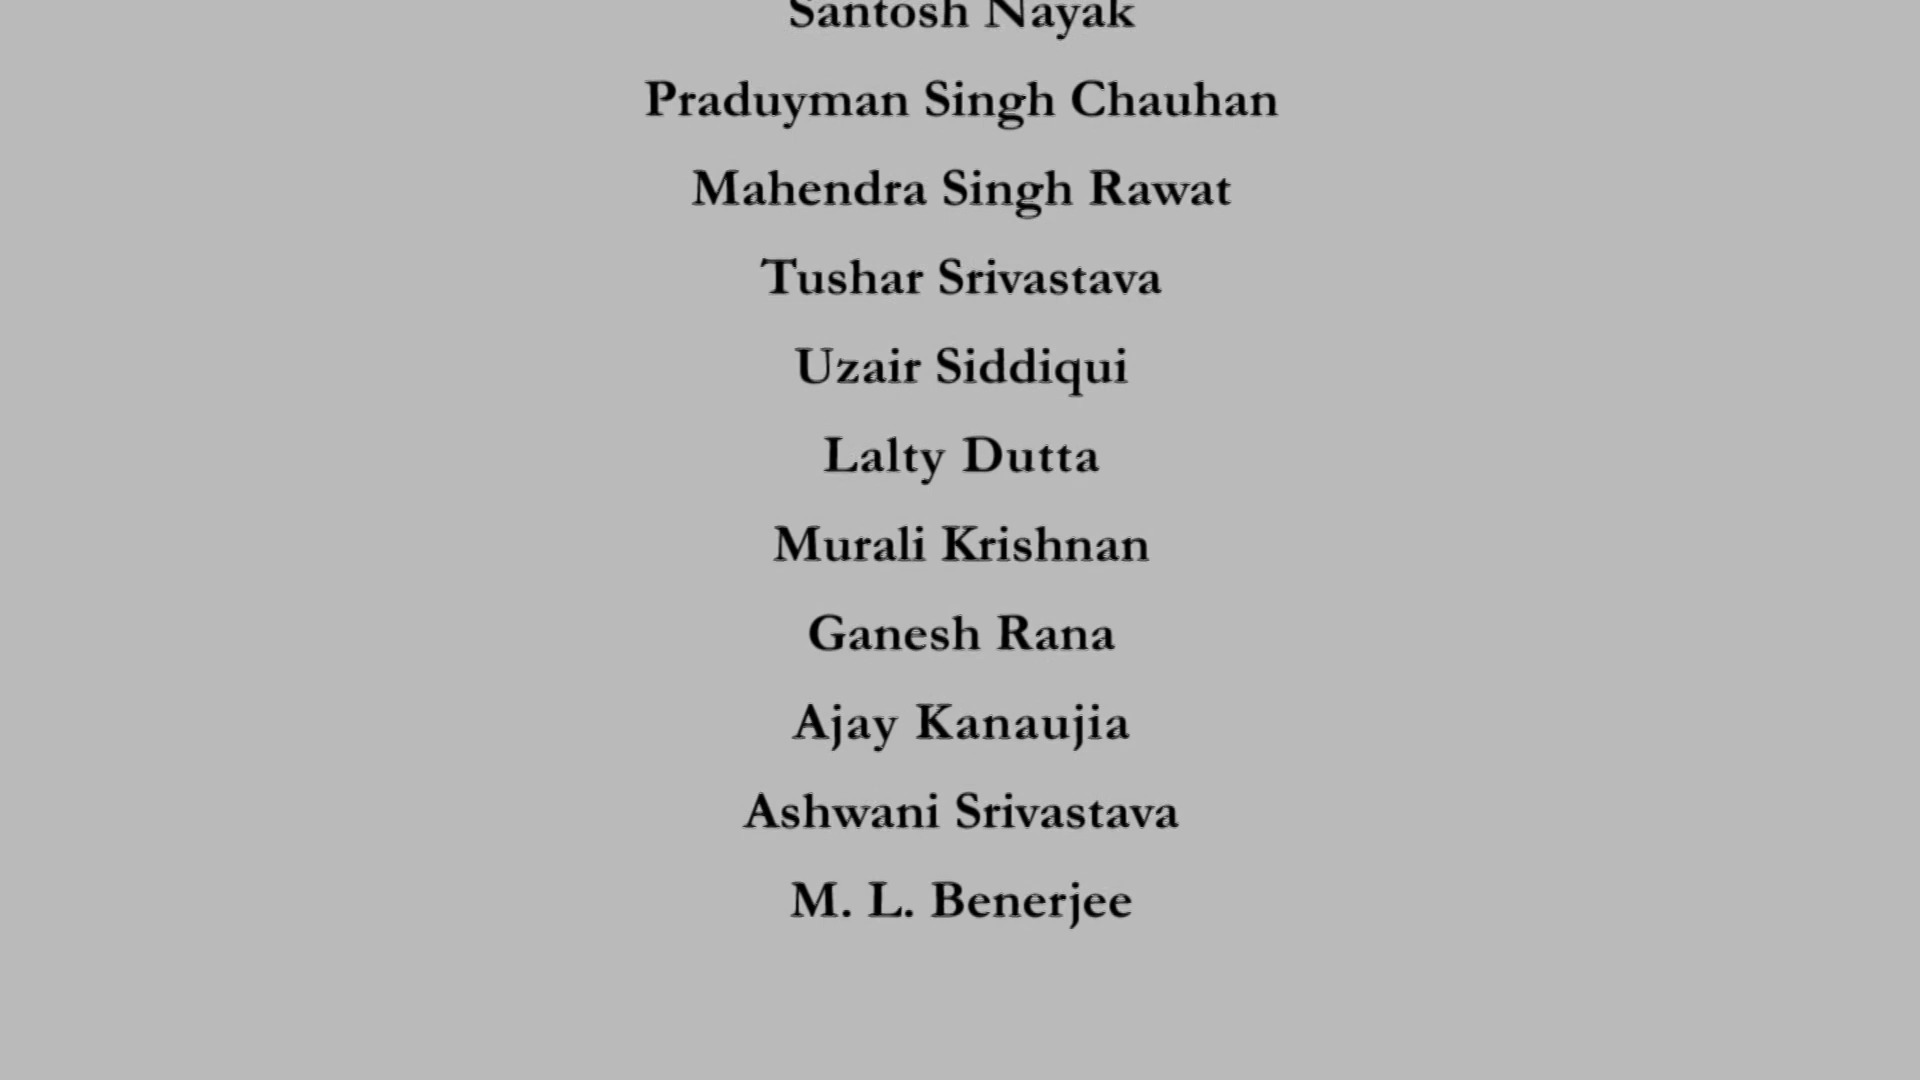 Santosh Nayak
Praduyman Singh Chauhan
Mahendra Singh Rawat
Tushar Srivastava
Uzair Siddiqui
Lalty Dutta
Murali Krishnan
Ganesh Rana
Ajay Kanaujia
Ashwani Srivastava
M. L. Benerjee